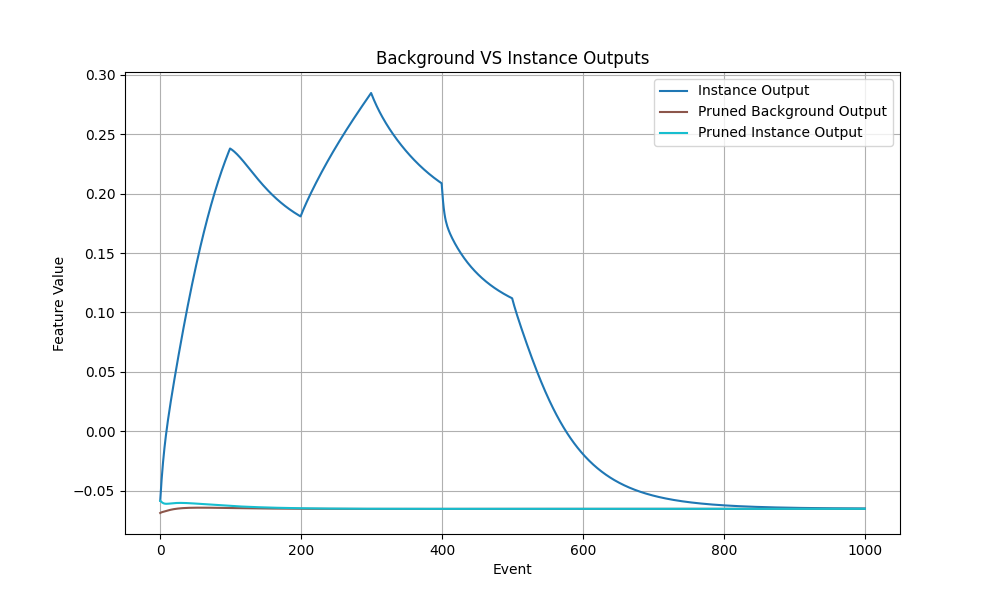 Background VS Instance Outputs
Instance Output
Pruned Background Output
Pruned Instance Output
Feature Value
0.30
0.25
0.20
0.15
0.10
0.05
0.00
−0.05
0 200 400 600 800 1000
Event